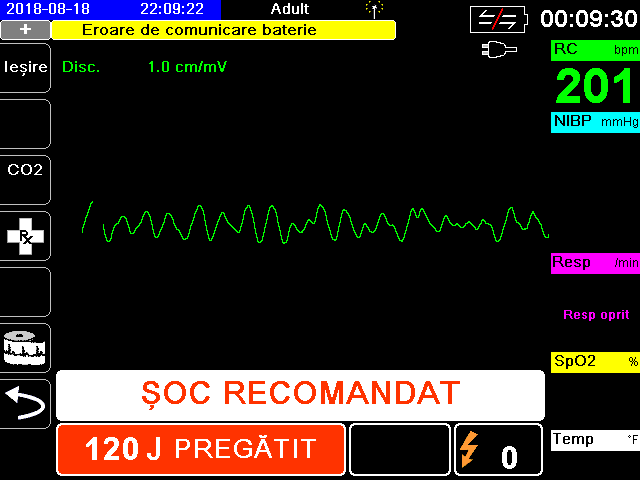 2018-08-18 22:09:22 Adult 00:09:30
+ Eroare de comunicare baterie
Ieșire Disc. 1.0 cm/mV RC bpm
201
NIBP mmHg
CO2
Rx
Resp /min
Resp oprit
SpO2 %
ȘOC RECOMANDAT
120 J PREGĂTIT 0
Temp °F